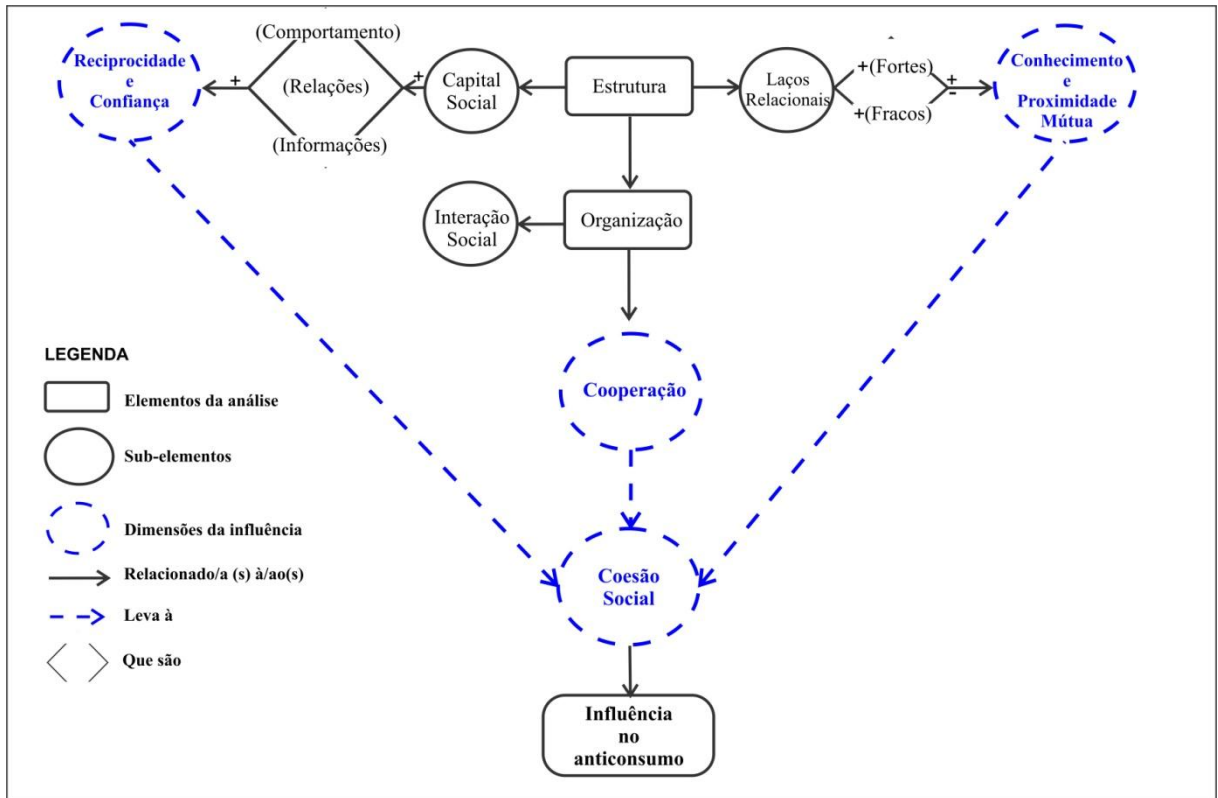 (Comportamento)
Reciprocidade
e
Confiança
+
(Relações)
+
(Informações)
Capital
Social
Estrutura
Laços
Relacionais
+(Fortes)
+(Fracos)
+
-
Conhecimento
e
Proximidade
Mútua
Interação
Social
Organização
Cooperação
Coesão
Social
Influência
no
anticonsumo
LEGENDA
Elementos da análise
Sub-elementos
Dimensões da influência
Relacionado/a (s) à/ao(s)
Leva à
Que são